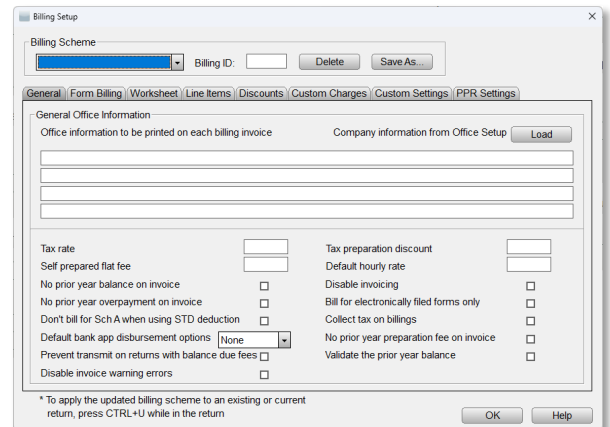 Billing Setup
Billing Scheme
Billing ID: Delete Save As...
General Form Billing Worksheet Line Items Discounts Custom Charges Custom Settings PPR Settings
General Office Information
Office information to be printed on each billing invoice Company information from Office Setup Load
Tax rate Tax preparation discount
Self prepared flat fee Default hourly rate
No prior year balance on invoice Disable invoicing
No prior year overpayment on invoice Bill for electronically filed forms only
Don't bill for Sch A when using STD deduction Collect tax on billings
Default bank app disbursement options None No prior year preparation fee on invoice
Prevent transmit on returns with balance due fees Validate the prior year balance
Disable invoice warning errors
* To apply the updated billing scheme to an existing or current
return, press CTRL+U while in the return
OK Help